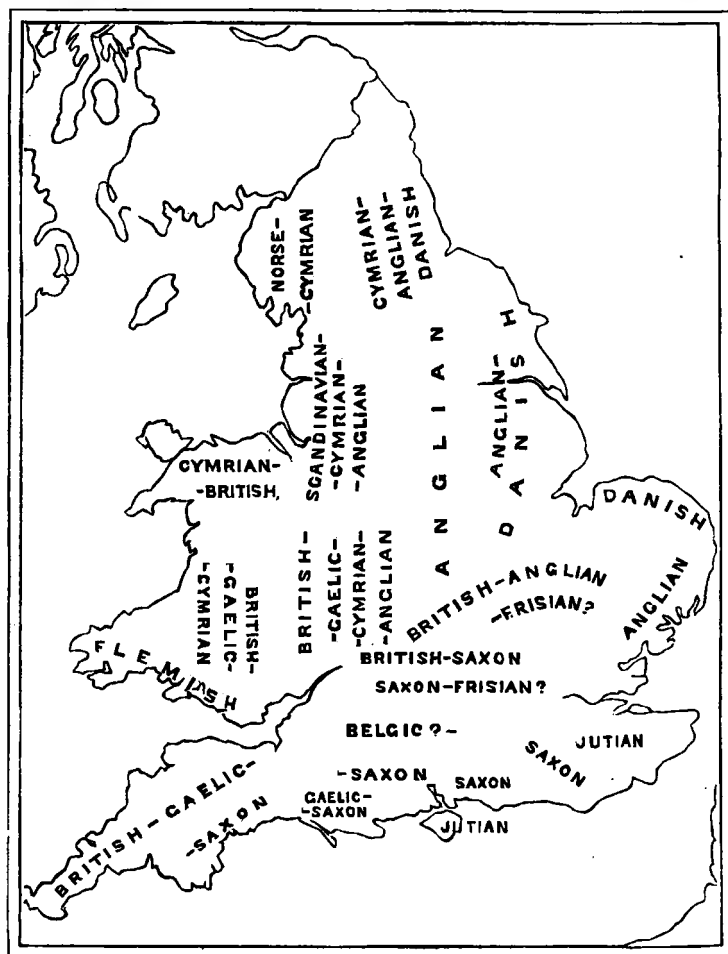 NORSE-
-CYMRIAN
CYMRIAN-
ANGLIAN-
DANISH
SCANDINAVIAN-
-CYMRIAN-
-ANGLIAN
ANGLIAN
ANGLIAN-
DANISH
CYMRIAN-
-BRITISH,
DANISH
ANGLIAN
BRITISH-
-GAELIC-
-CYMRIAN-
-ANGLIAN
BRITISH-ANGLIAN
-FRISIAN?
BRITISH-
-GAELIC-
-CYMRIAN
FLEMISH
BRITISH-SAXON
SAXON-FRISIAN?
BELGIC?-
-SAXON
JUTIAN
SAXON
SAXON
GAELIC-
-SAXON
JUTIAN
BRITISH-GAELIC-
-SAXON